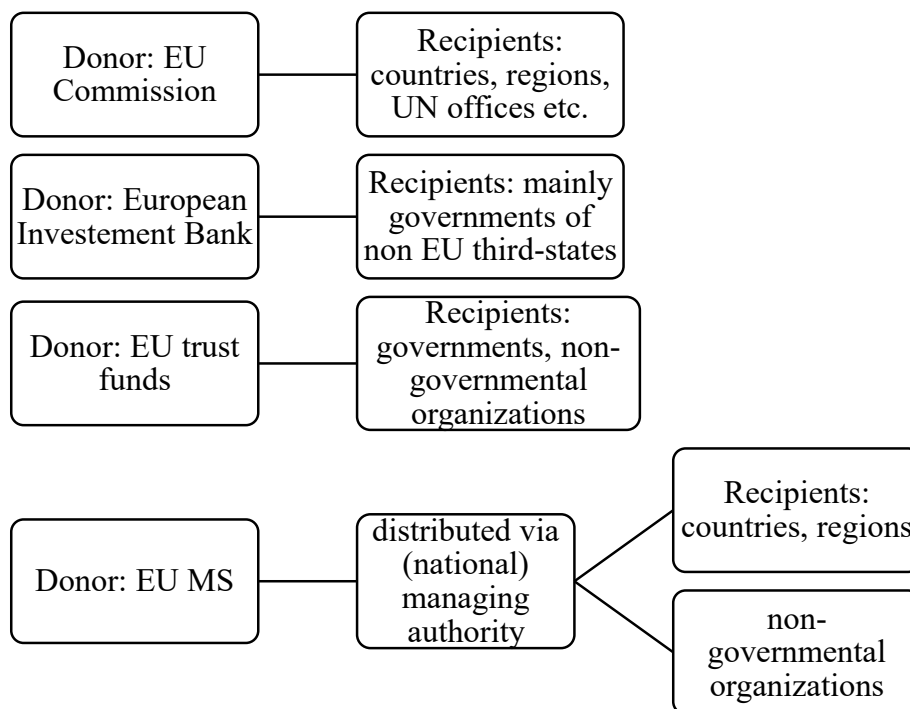 Donor: EU
Commission
Recipients:
countries, regions,
UN offices etc.
Donor: European
Investement Bank
Recipients: mainly
governments of
non EU third-states
Donor: EU trust
funds
Recipients:
governments, non-
governmental
organizations
Donor: EU MS
distributed via
(national)
managing
authority
Recipients:
countries, regions
non-
governmental
organizations